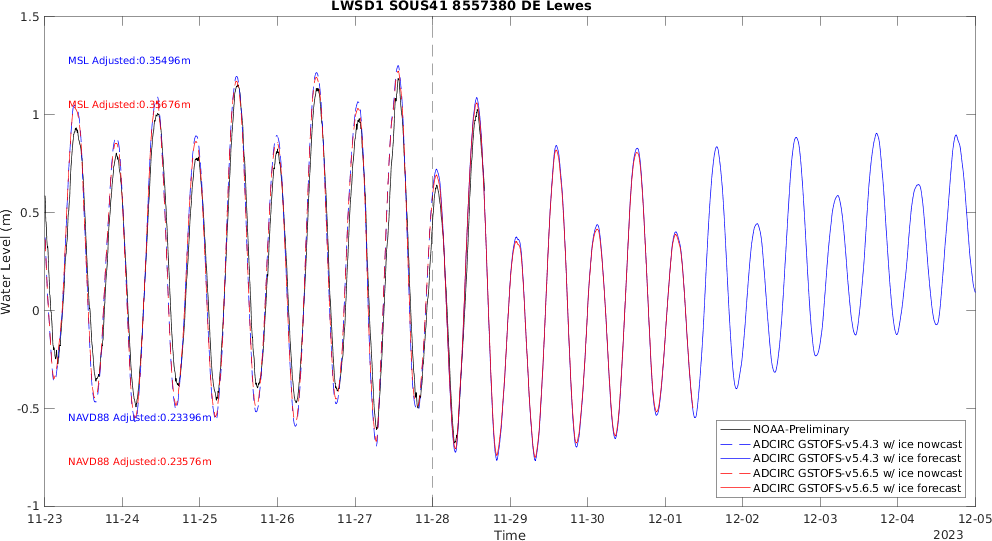 LWSD1 SOUS41 8557380 DE Lewes
1.5
MSL Adjusted:0.35496m
MSL Adjusted:0.35676m
1
0.5
Water Level (m)
0
-0.5
NAVD88 Adjusted:0.23396m
NAVD88 Adjusted:0.23576m
NOAA-Preliminary
ADCIRC GSTOFS-v5.4.3 w/ ice nowcast
ADCIRC GSTOFS-v5.4.3 w/ ice forecast
ADCIRC GSTOFS-v5.6.5 w/ ice nowcast
ADCIRC GSTOFS-v5.6.5 w/ ice forecast
-1
11-23 11-24 11-25 11-26 11-27 11-28 11-29 11-30 12-01 12-02 12-03 12-04 12-05
Time
2023